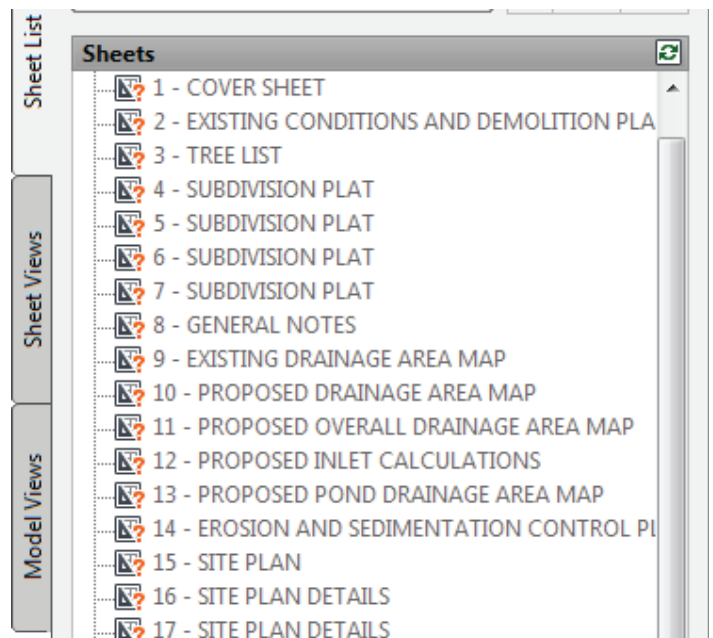 Sheet List
Sheets
1 - COVER SHEET
2 - EXISTING CONDITIONS AND DEMOLITION PLA
3 - TREE LIST
4 - SUBDIVISION PLAT
5 - SUBDIVISION PLAT
6 - SUBDIVISION PLAT
7 - SUBDIVISION PLAT
8 - GENERAL NOTES
9 - EXISTING DRAINAGE AREA MAP
10 - PROPOSED DRAINAGE AREA MAP
11 - PROPOSED OVERALL DRAINAGE AREA MAP
12 - PROPOSED INLET CALCULATIONS
13 - PROPOSED POND DRAINAGE AREA MAP
14 - EROSION AND SEDIMENTATION CONTROL PL
15 - SITE PLAN
16 - SITE PLAN DETAILS
17 - SITE PLAN DETAILS
Sheet Views
Model Views